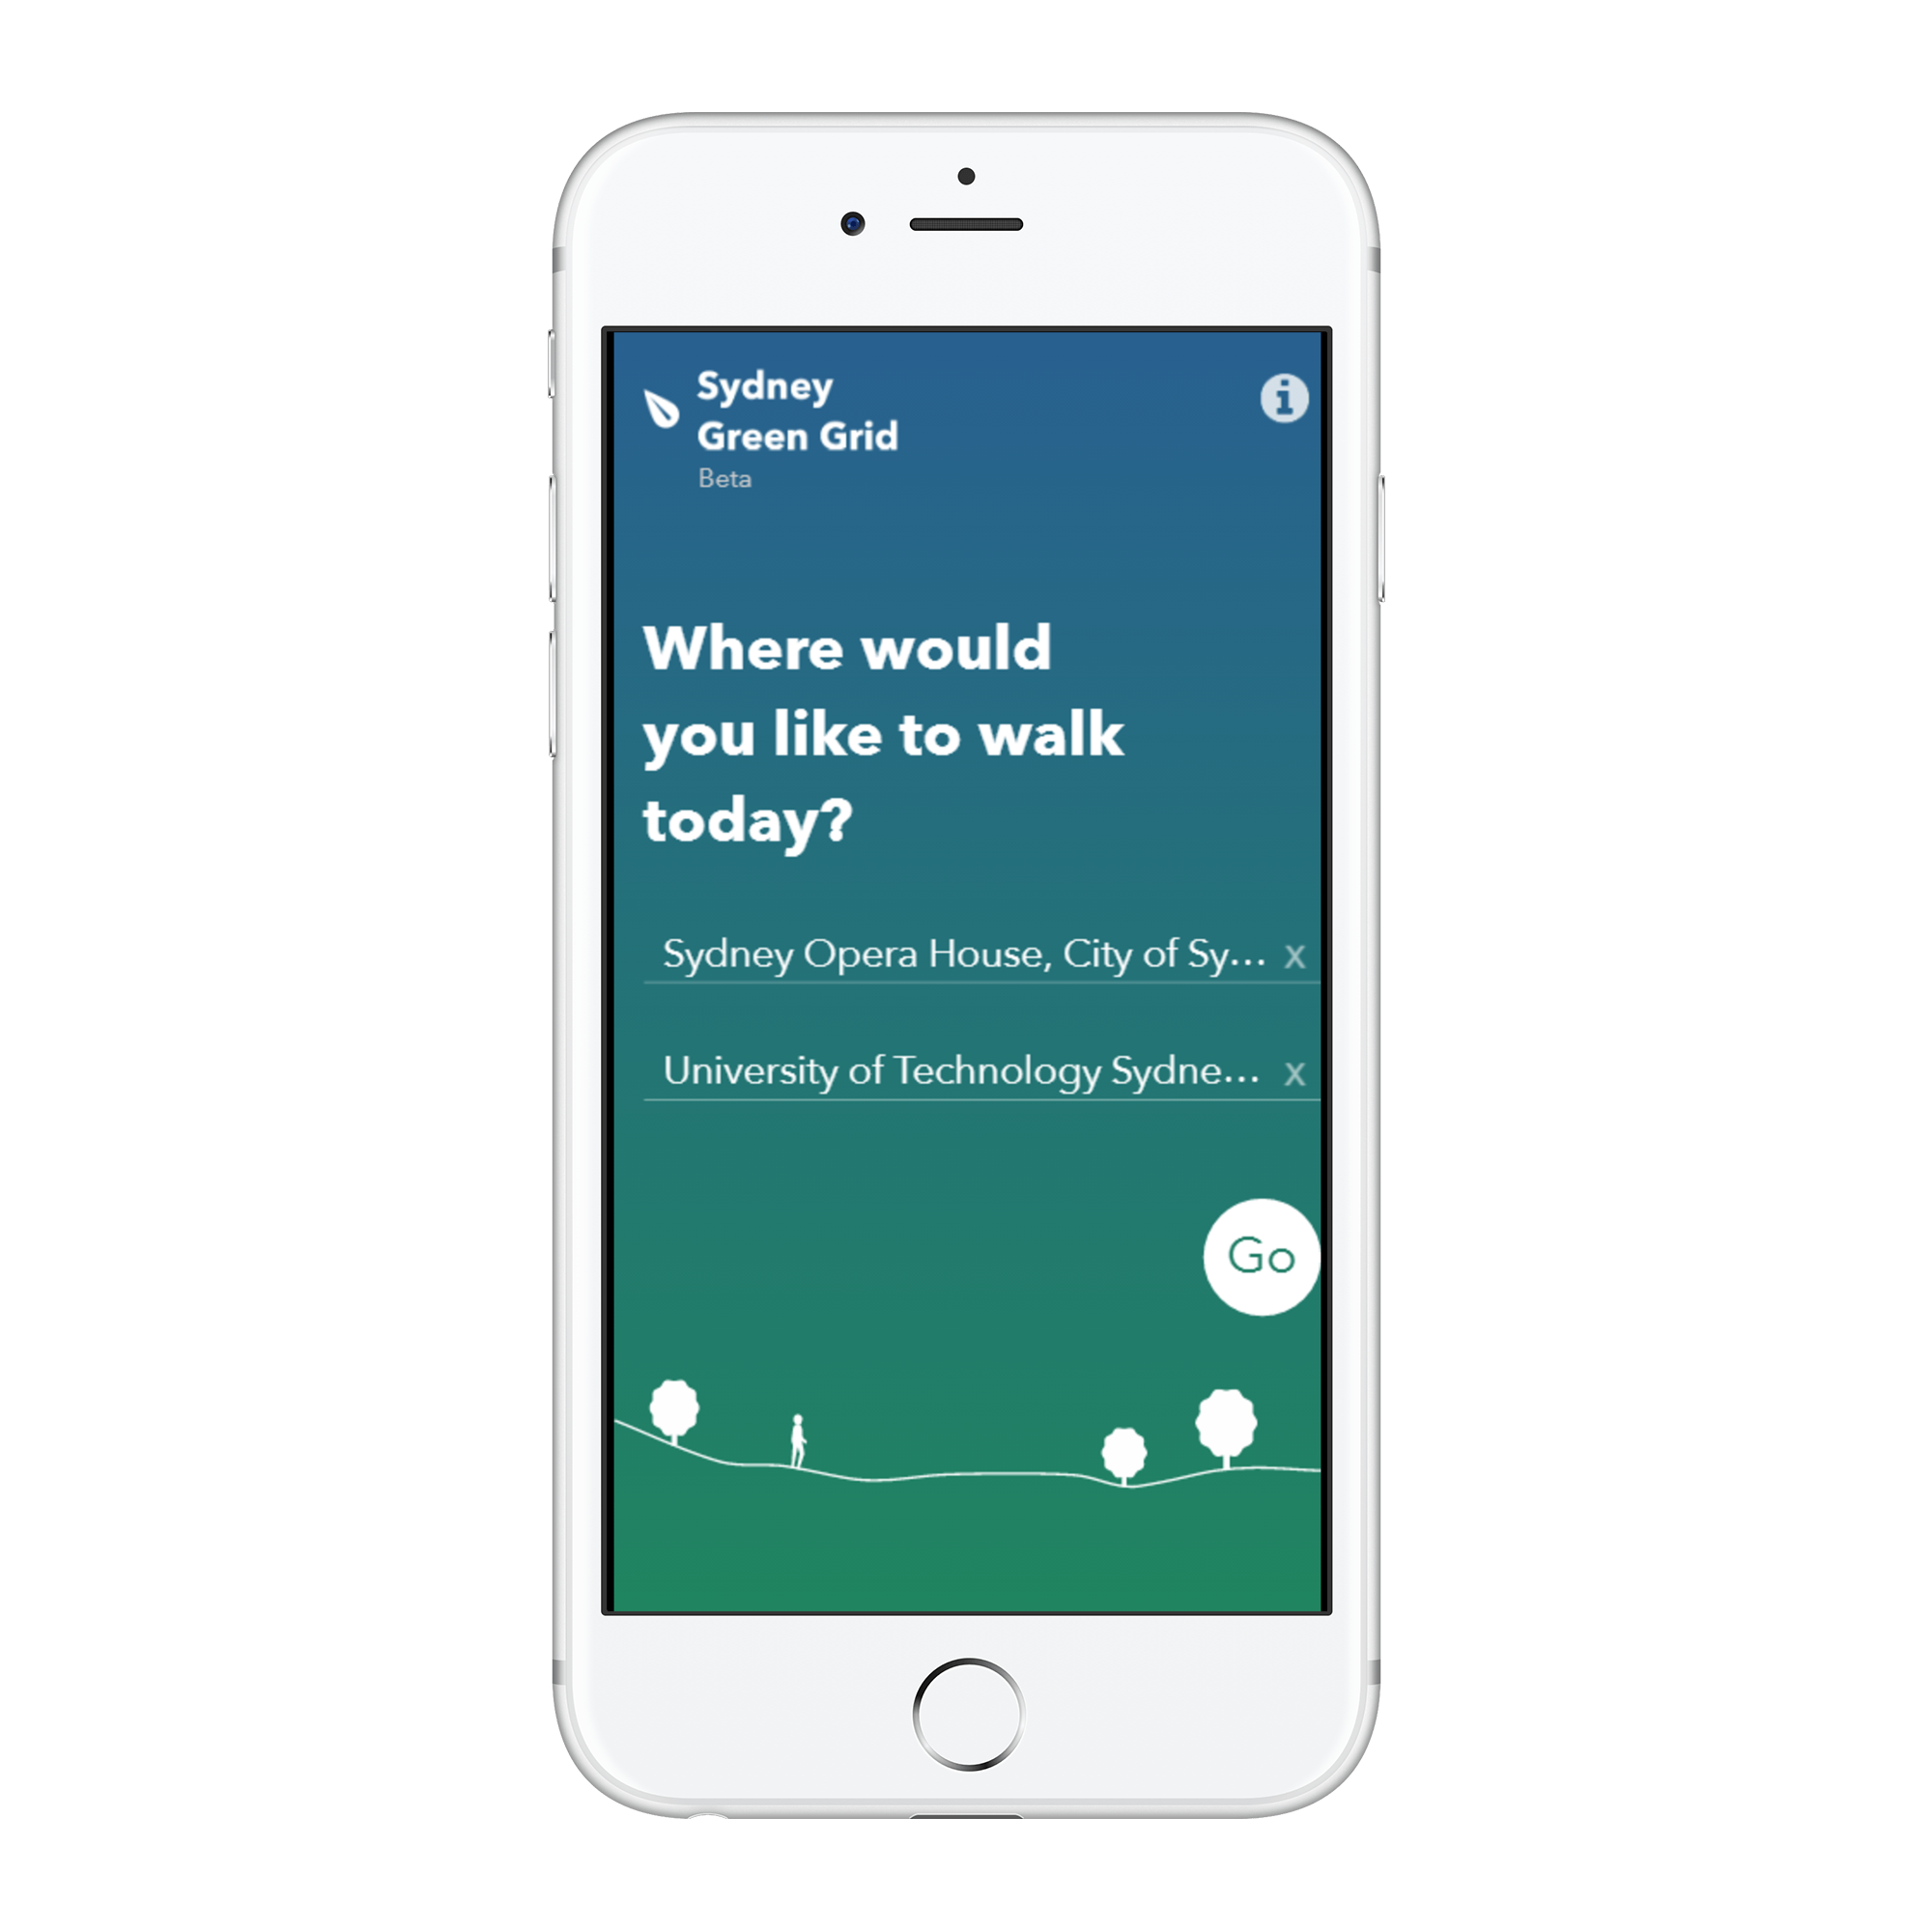 Sydney
Green Grid
Beta
Where would
you like to walk
today?
Sydney Opera House, City of Sy... x
University of Technology Sydne... x
Go